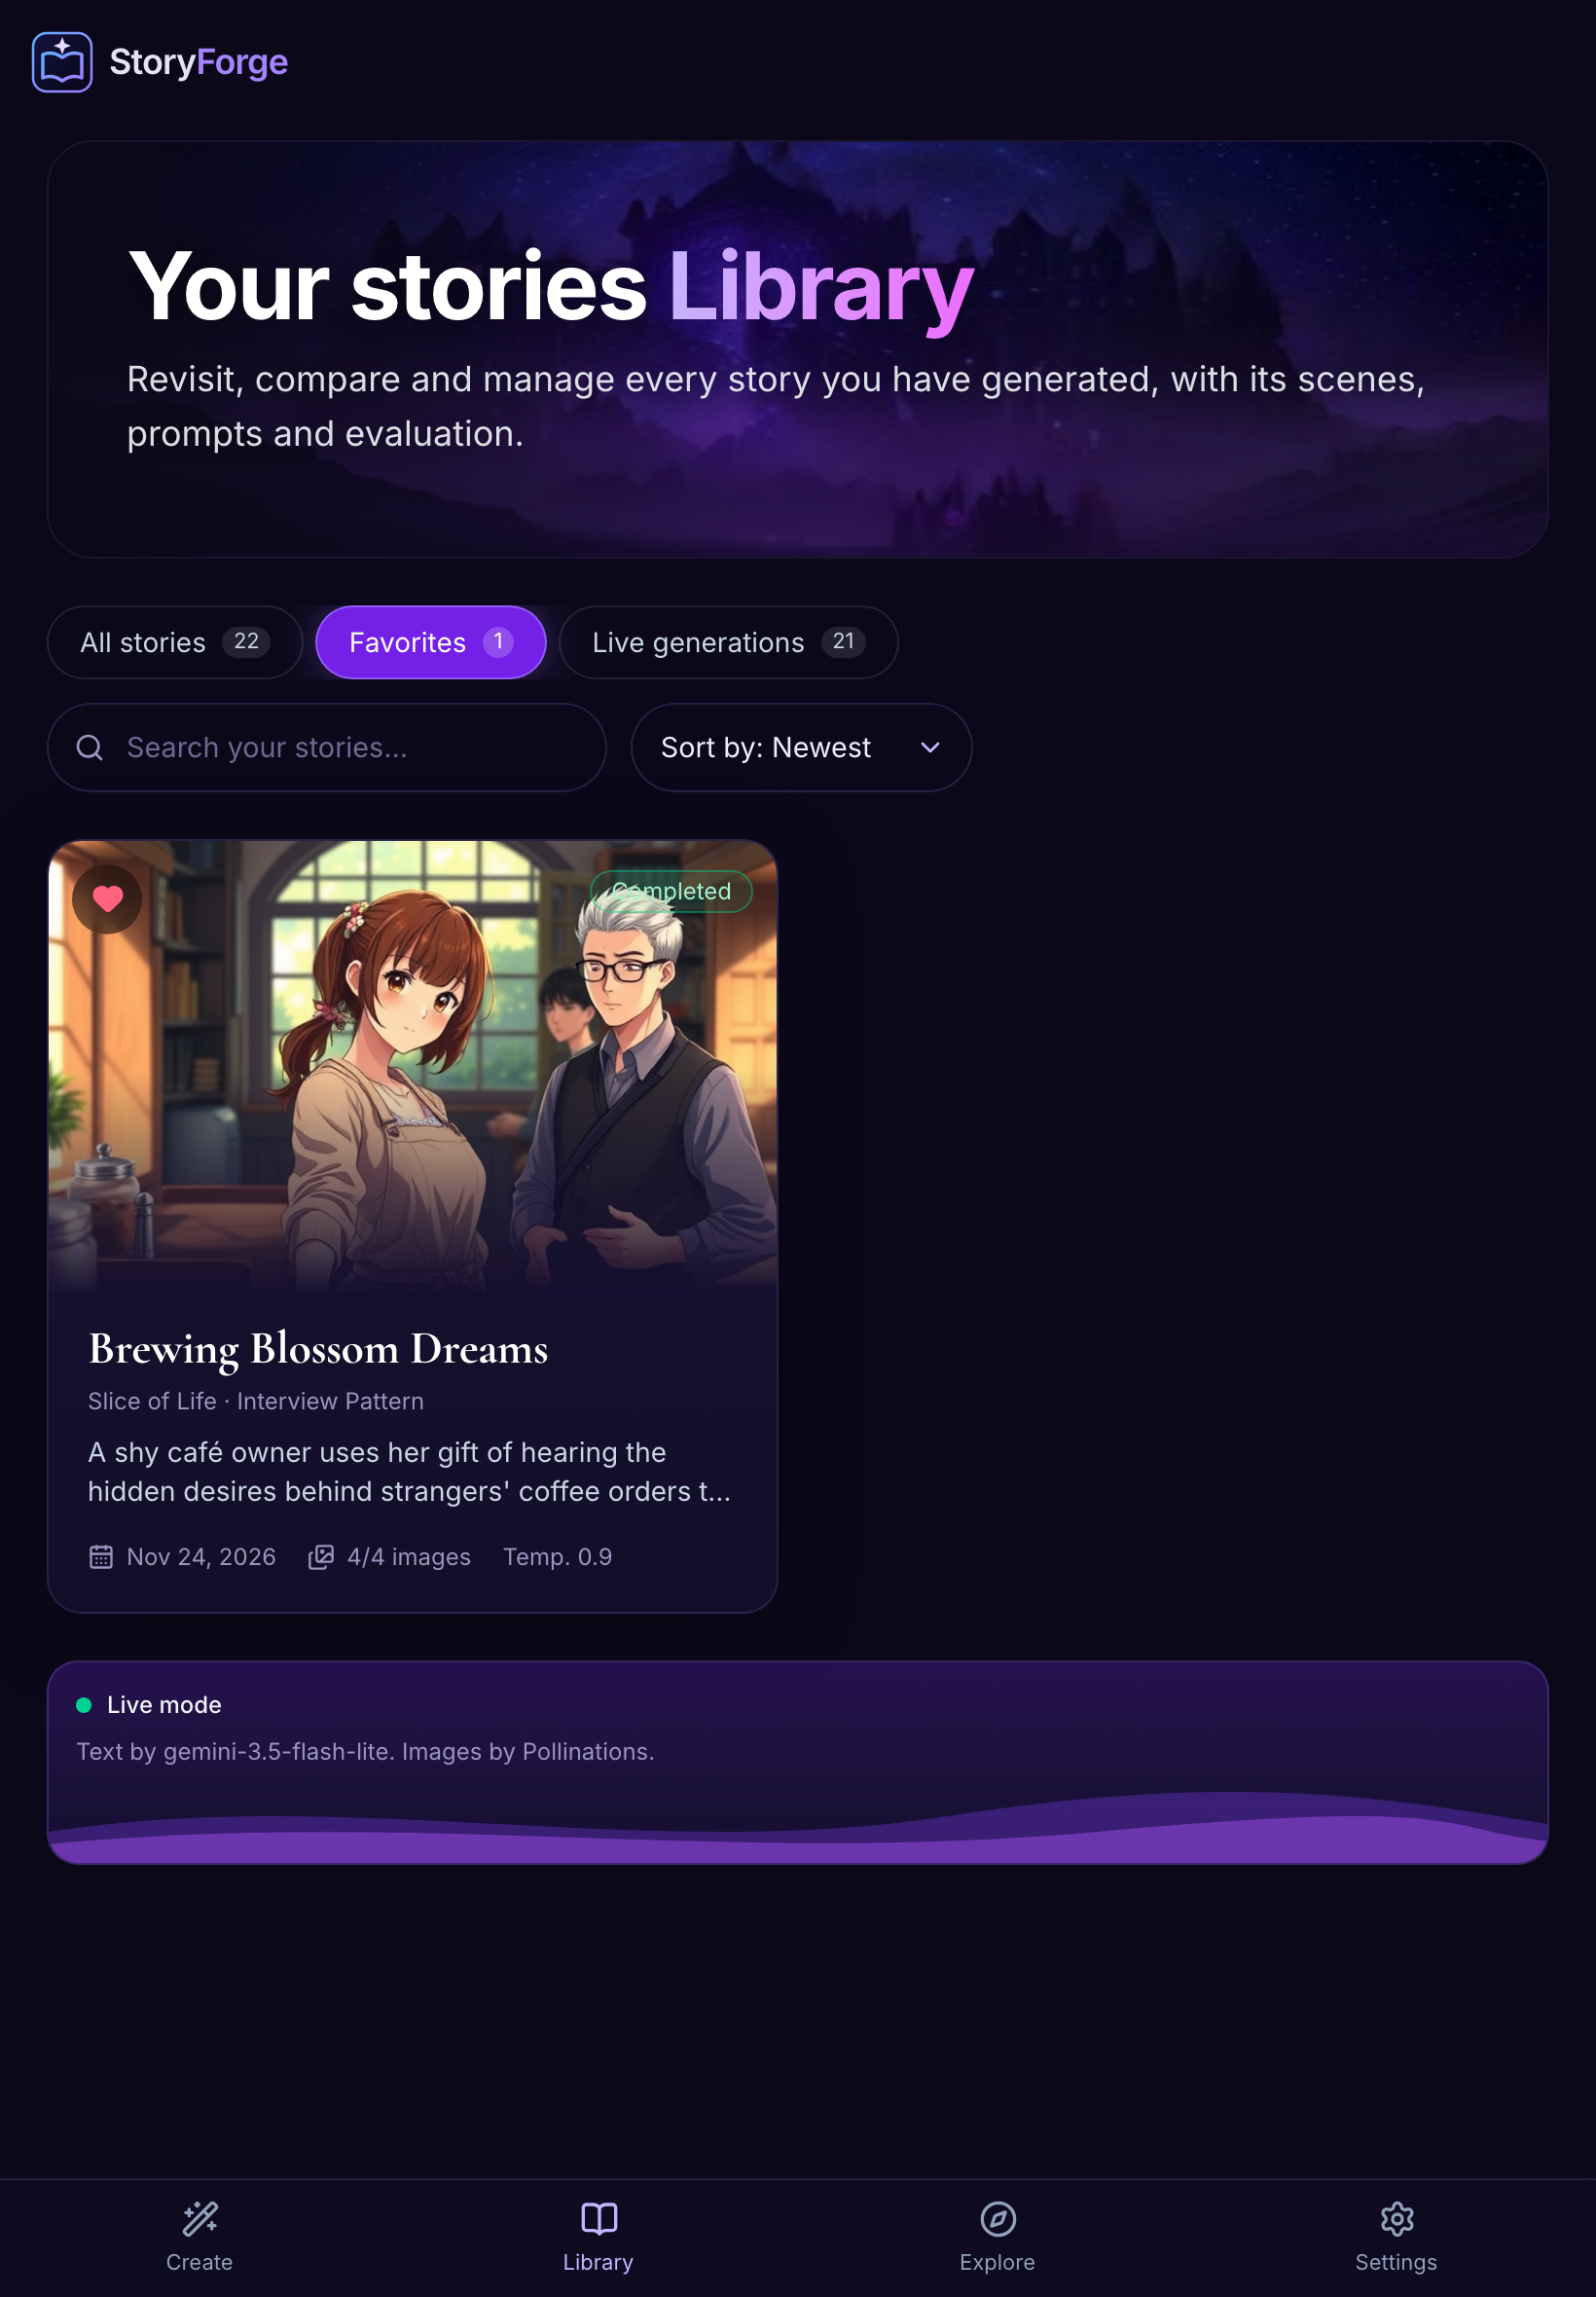 StoryForge
Your stories Library
Revisit, compare and manage every story you have generated, with its scenes,
prompts and evaluation.
All stories 22 Favorites 1 Live generations 21
Search your stories... Sort by: Newest
Completed
Brewing Blossom Dreams
Slice of Life · Interview Pattern
A shy café owner uses her gift of hearing the
hidden desires behind strangers' coffee orders t...
Nov 24, 2026 4/4 images Temp. 0.9
Live mode
Text by gemini-3.5-flash-lite. Images by Pollinations.
Create Library Explore Settings